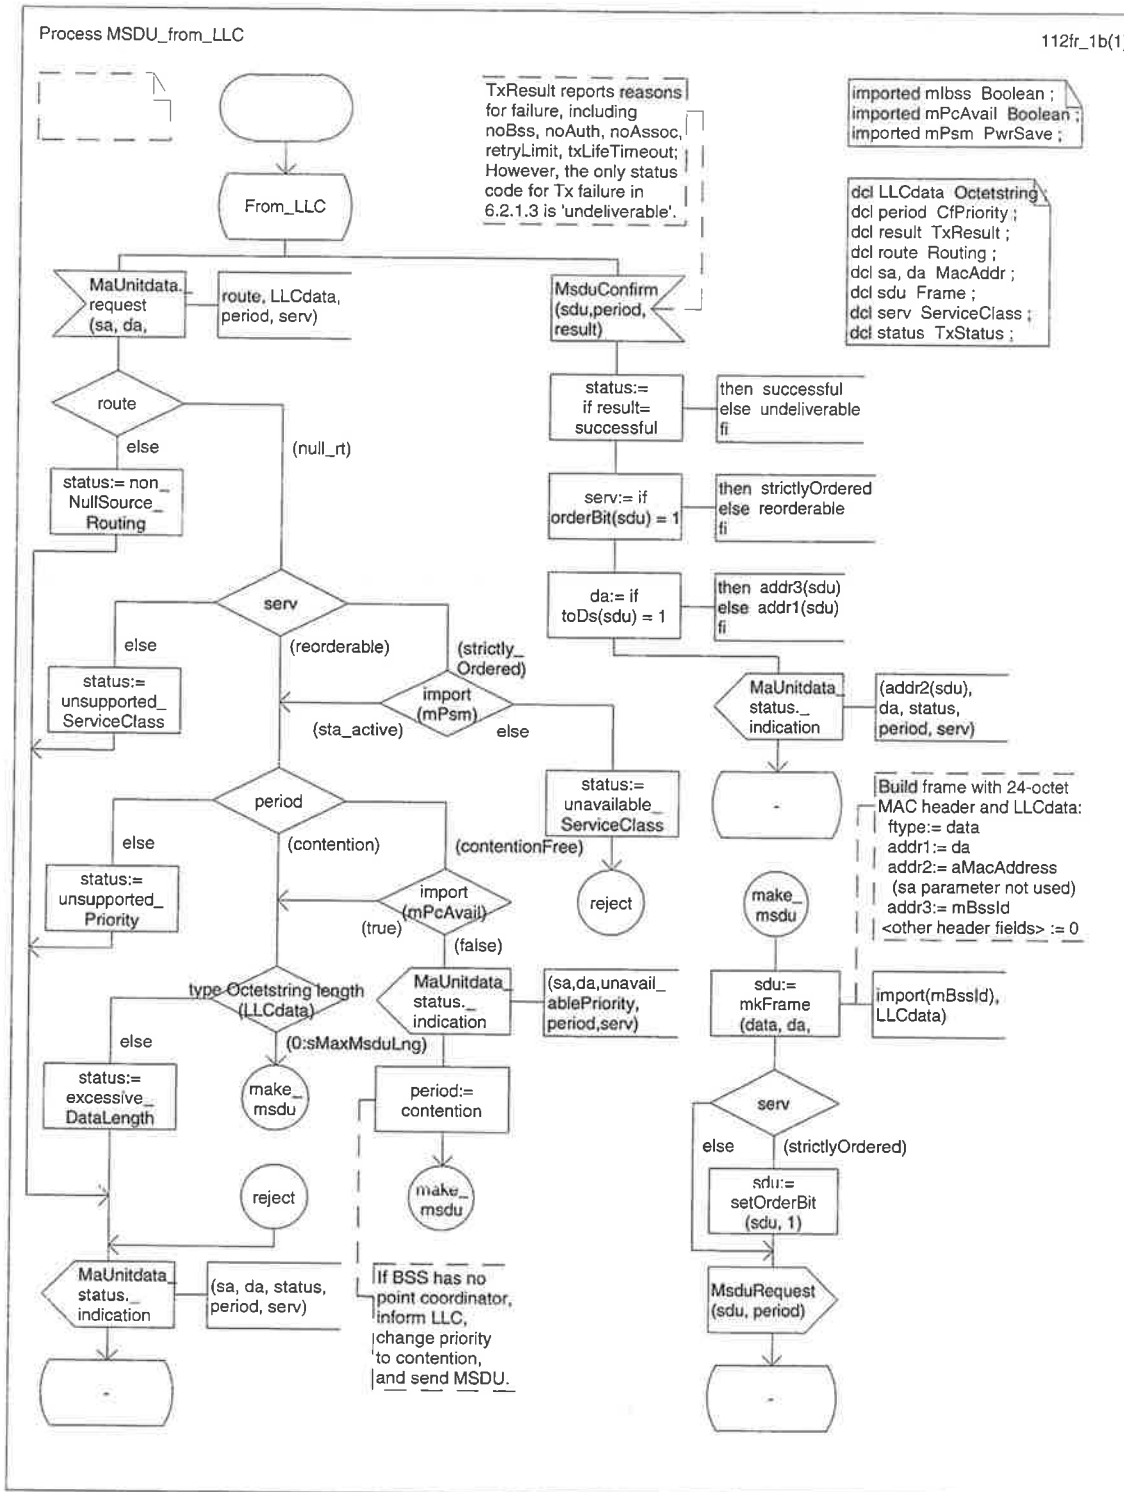 Process MSDU_from_LLC
112fr_1b(1)
TxResult reports reasons
for failure, including
noBss, noAuth, noAssoc,
retryLimit, txLifeTimeout;
However, the only status
code for Tx failure in
6.2.1.3 is 'undeliverable'.
imported mIbss Boolean ;
imported mPcAvail Boolean ;
imported mPsm PwrSave ;
dcl LLCdata Octetstring ;
dcl period CfPriority ;
dcl result TxResult ;
dcl route Routing ;
dcl sa, da MacAddr ;
dcl sdu Frame ;
dcl serv ServiceClass ;
dcl status TxStatus ;
From_LLC
MaUnitdata._
request
(sa, da,
route, LLCdata,
period, serv)
MsduConfirm
(sdu,period,
result)
route
else
(null_rt)
status:= non_
NullSource_
Routing
status:=
if result=
successful
then successful
else undeliverable
fi
serv:= if
orderBit(sdu) = 1
then strictlyOrdered
else reorderable
fi
da:= if
toDs(sdu) = 1
then addr3(sdu)
else addr1(sdu)
fi
MaUnitdata_
status._
indication
(addr2(sdu),
da, status,
period, serv)
-
serv
else
(reorderable)
(strictly_
Ordered)
status:=
unsupported_
ServiceClass
import
(mPsm)
(sta_active)
else
status:=
unavailable_
ServiceClass
reject
period
else
(contention)
(contentionFree)
status:=
unsupported_
Priority
import
(mPcAvail)
(true)
(false)
type Octetstring length
(LLCdata)
else
(0:sMaxMsduLng)
status:=
excessive_
DataLength
make_
msdu
MaUnitdata_
status._
indication
(sa,da,unavail_
ablePriority,
period,serv)
period:=
contention
make_
msdu
If BSS has no
point coordinator,
inform LLC,
change priority
to contention,
and send MSDU.
reject
MaUnitdata_
status._
indication
(sa, da, status,
period, serv)
-
Build frame with 24-octet
MAC header and LLCdata:
ftype:= data
addr1:= da
addr2:= aMacAddress
(sa parameter not used)
addr3:= mBssId
<other header fields> := 0
make_
msdu
sdu:=
mkFrame
(data, da,
import(mBssId),
LLCdata)
serv
else
(strictlyOrdered)
sdu:=
setOrderBit
(sdu, 1)
MsduRequest
(sdu, period)
-